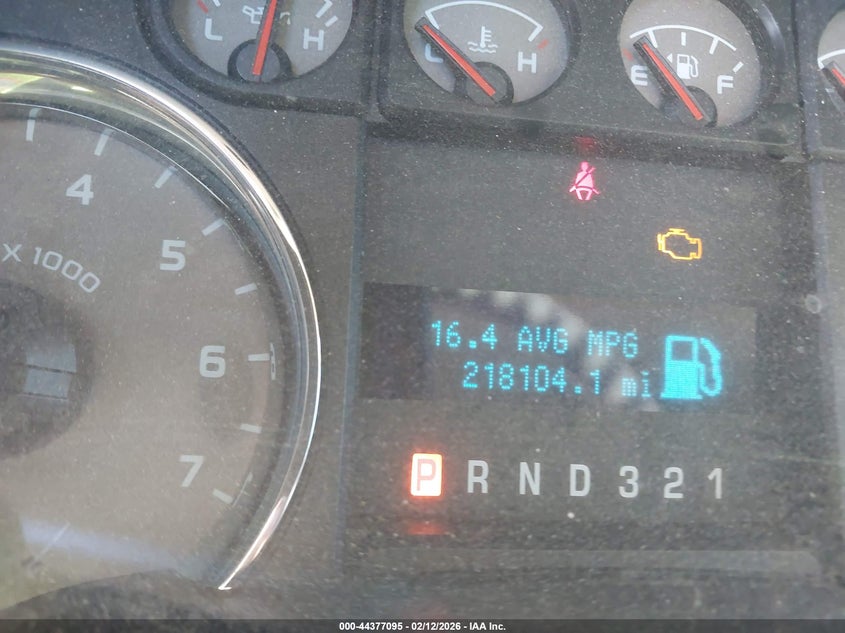 L H
L H
E F
4
5
X 1000
6
7
16.4 AVG MPG
218104.1 mi
P R N D 3 2 1
000-44377095 - 02/12/2026 - IAA Inc.